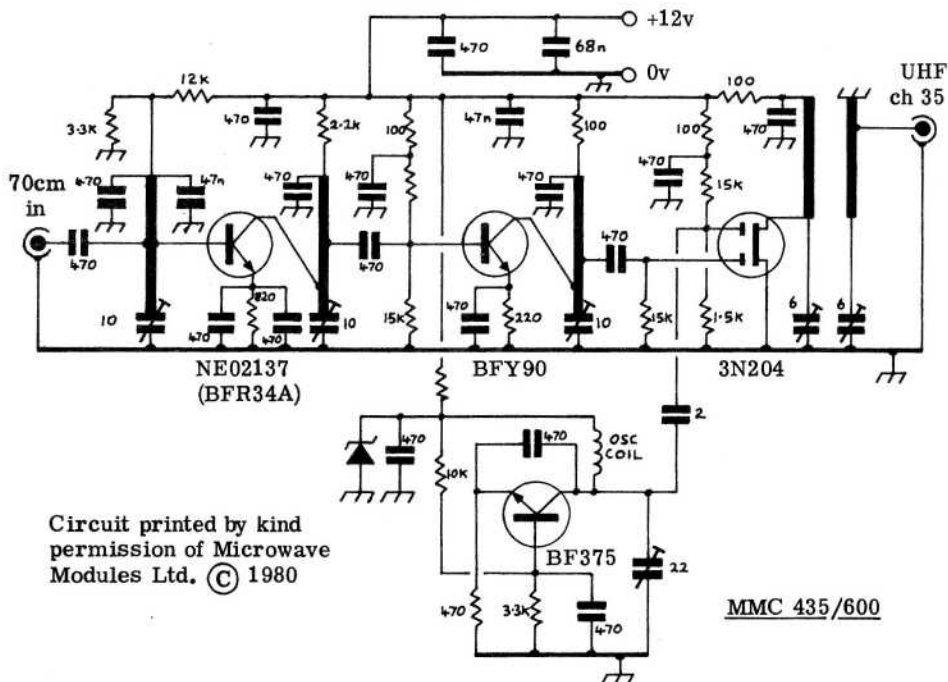 +12v
470
68n
0v
UHF
ch 35
12k
100
3·3k
470
2·2k
100
47n
100
100
470
470
470
15k
70cm
in
470
47n
470
470
470
470
470
470
820
10
470
470
10
15k
470
220
10
15k
1·5k
6
6
NE02137
(BFR34A)
BFY90
3N204
2
470
10k
470
OSC
COIL
BF375
22
470
3·3k
470
Circuit printed by kind
permission of Microwave
Modules Ltd. © 1980
MMC 435/600